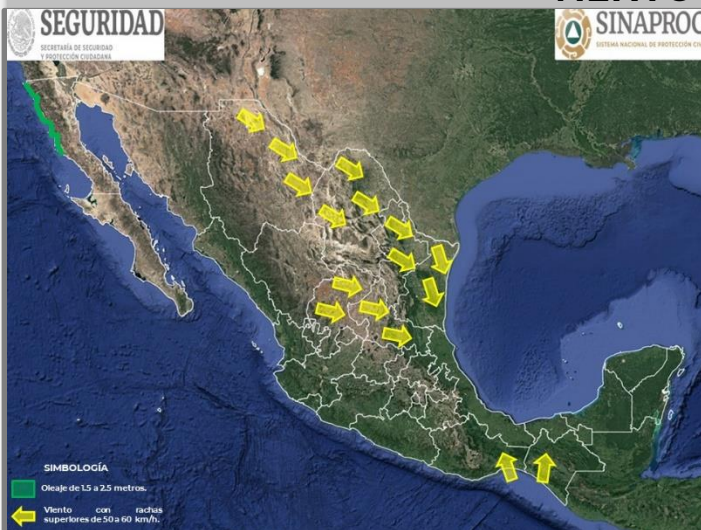 SEGURIDAD
SECRETARÍA DE SEGURIDAD
Y PROTECCIÓN CIUDADANA
SINAPROC
SISTEMA NACIONAL DE PROTECCIÓN CIV
SIMBOLOGÍA
Oleaje de 1.5 a 2.5 metros.
Viento con rachas
superiores de 50 a 60 km/h.